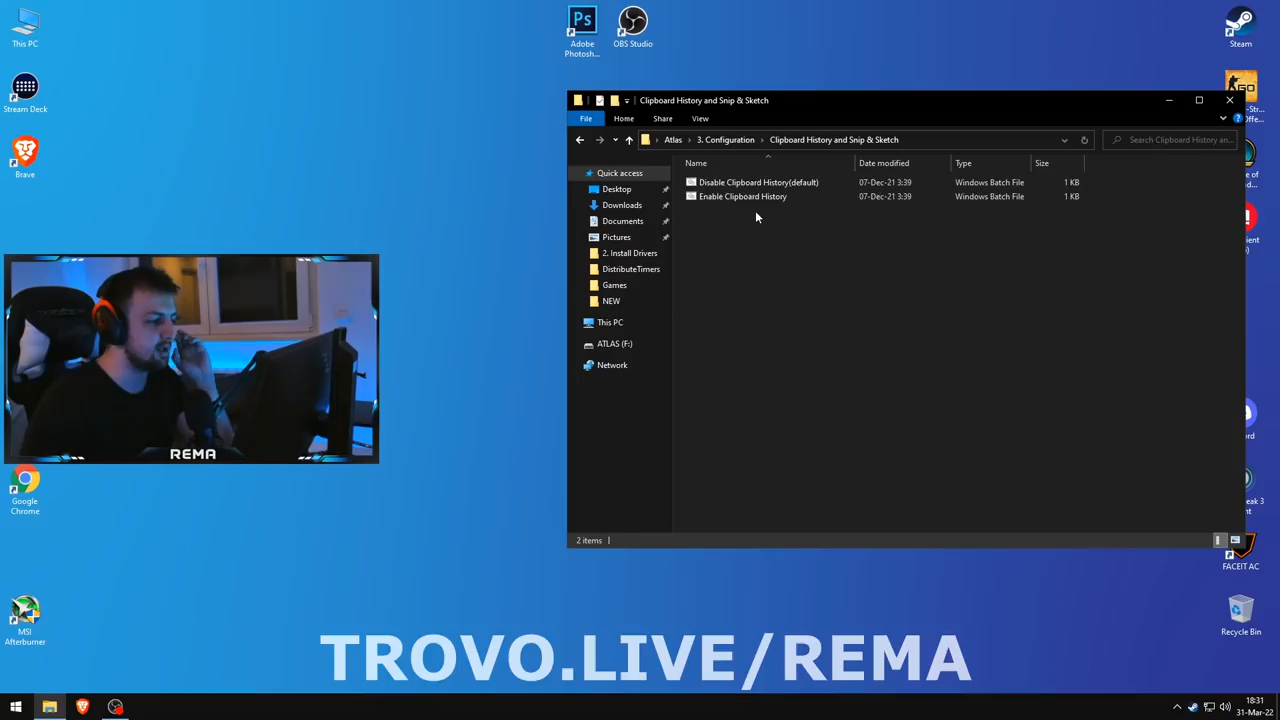 This PC
Stream Deck
Brave
REMA
Google
Chrome
MSI
Afterburner
Adobe
Photosh...
OBS Studio
Steam
Clipboard History and Snip & Sketch
File Home Share View
Atlas > 3. Configuration > Clipboard History and Snip & Sketch
Search Clipboard History an...
Name Date modified Type Size
Disable Clipboard History(default) 07-Dec-21 3:39 Windows Batch File 1 KB
Enable Clipboard History 07-Dec-21 3:39 Windows Batch File 1 KB
Quick access
Desktop
Downloads
Documents
Pictures
2. Install Drivers
DistributeTimers
Games
NEW
This PC
ATLAS (F:)
Network
2 items
FACEIT AC
Recycle Bin
TROVO.LIVE/REMA
18:31
31-Mar-22